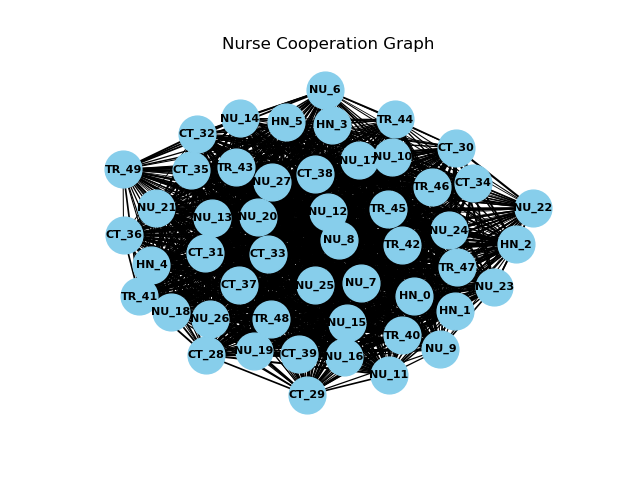 Nurse Cooperation Graph
NU_6
NU_14
TR_44
HN_5
HN_3
CT_32
CT_30
NU_10
NU_17
TR_43
TR_49
CT_35
CT_38
NU_27
CT_34
TR_46
NU_21
NU_22
TR_45
NU_12
NU_20
NU_13
NU_24
CT_36
NU_8
HN_2
TR_42
CT_31
CT_33
HN_4
TR_47
NU_7
CT_37
NU_25
NU_23
TR_41
HN_0
HN_1
NU_18
NU_26
TR_48
NU_15
TR_40
NU_9
NU_19
CT_39
CT_28
NU_16
NU_11
CT_29